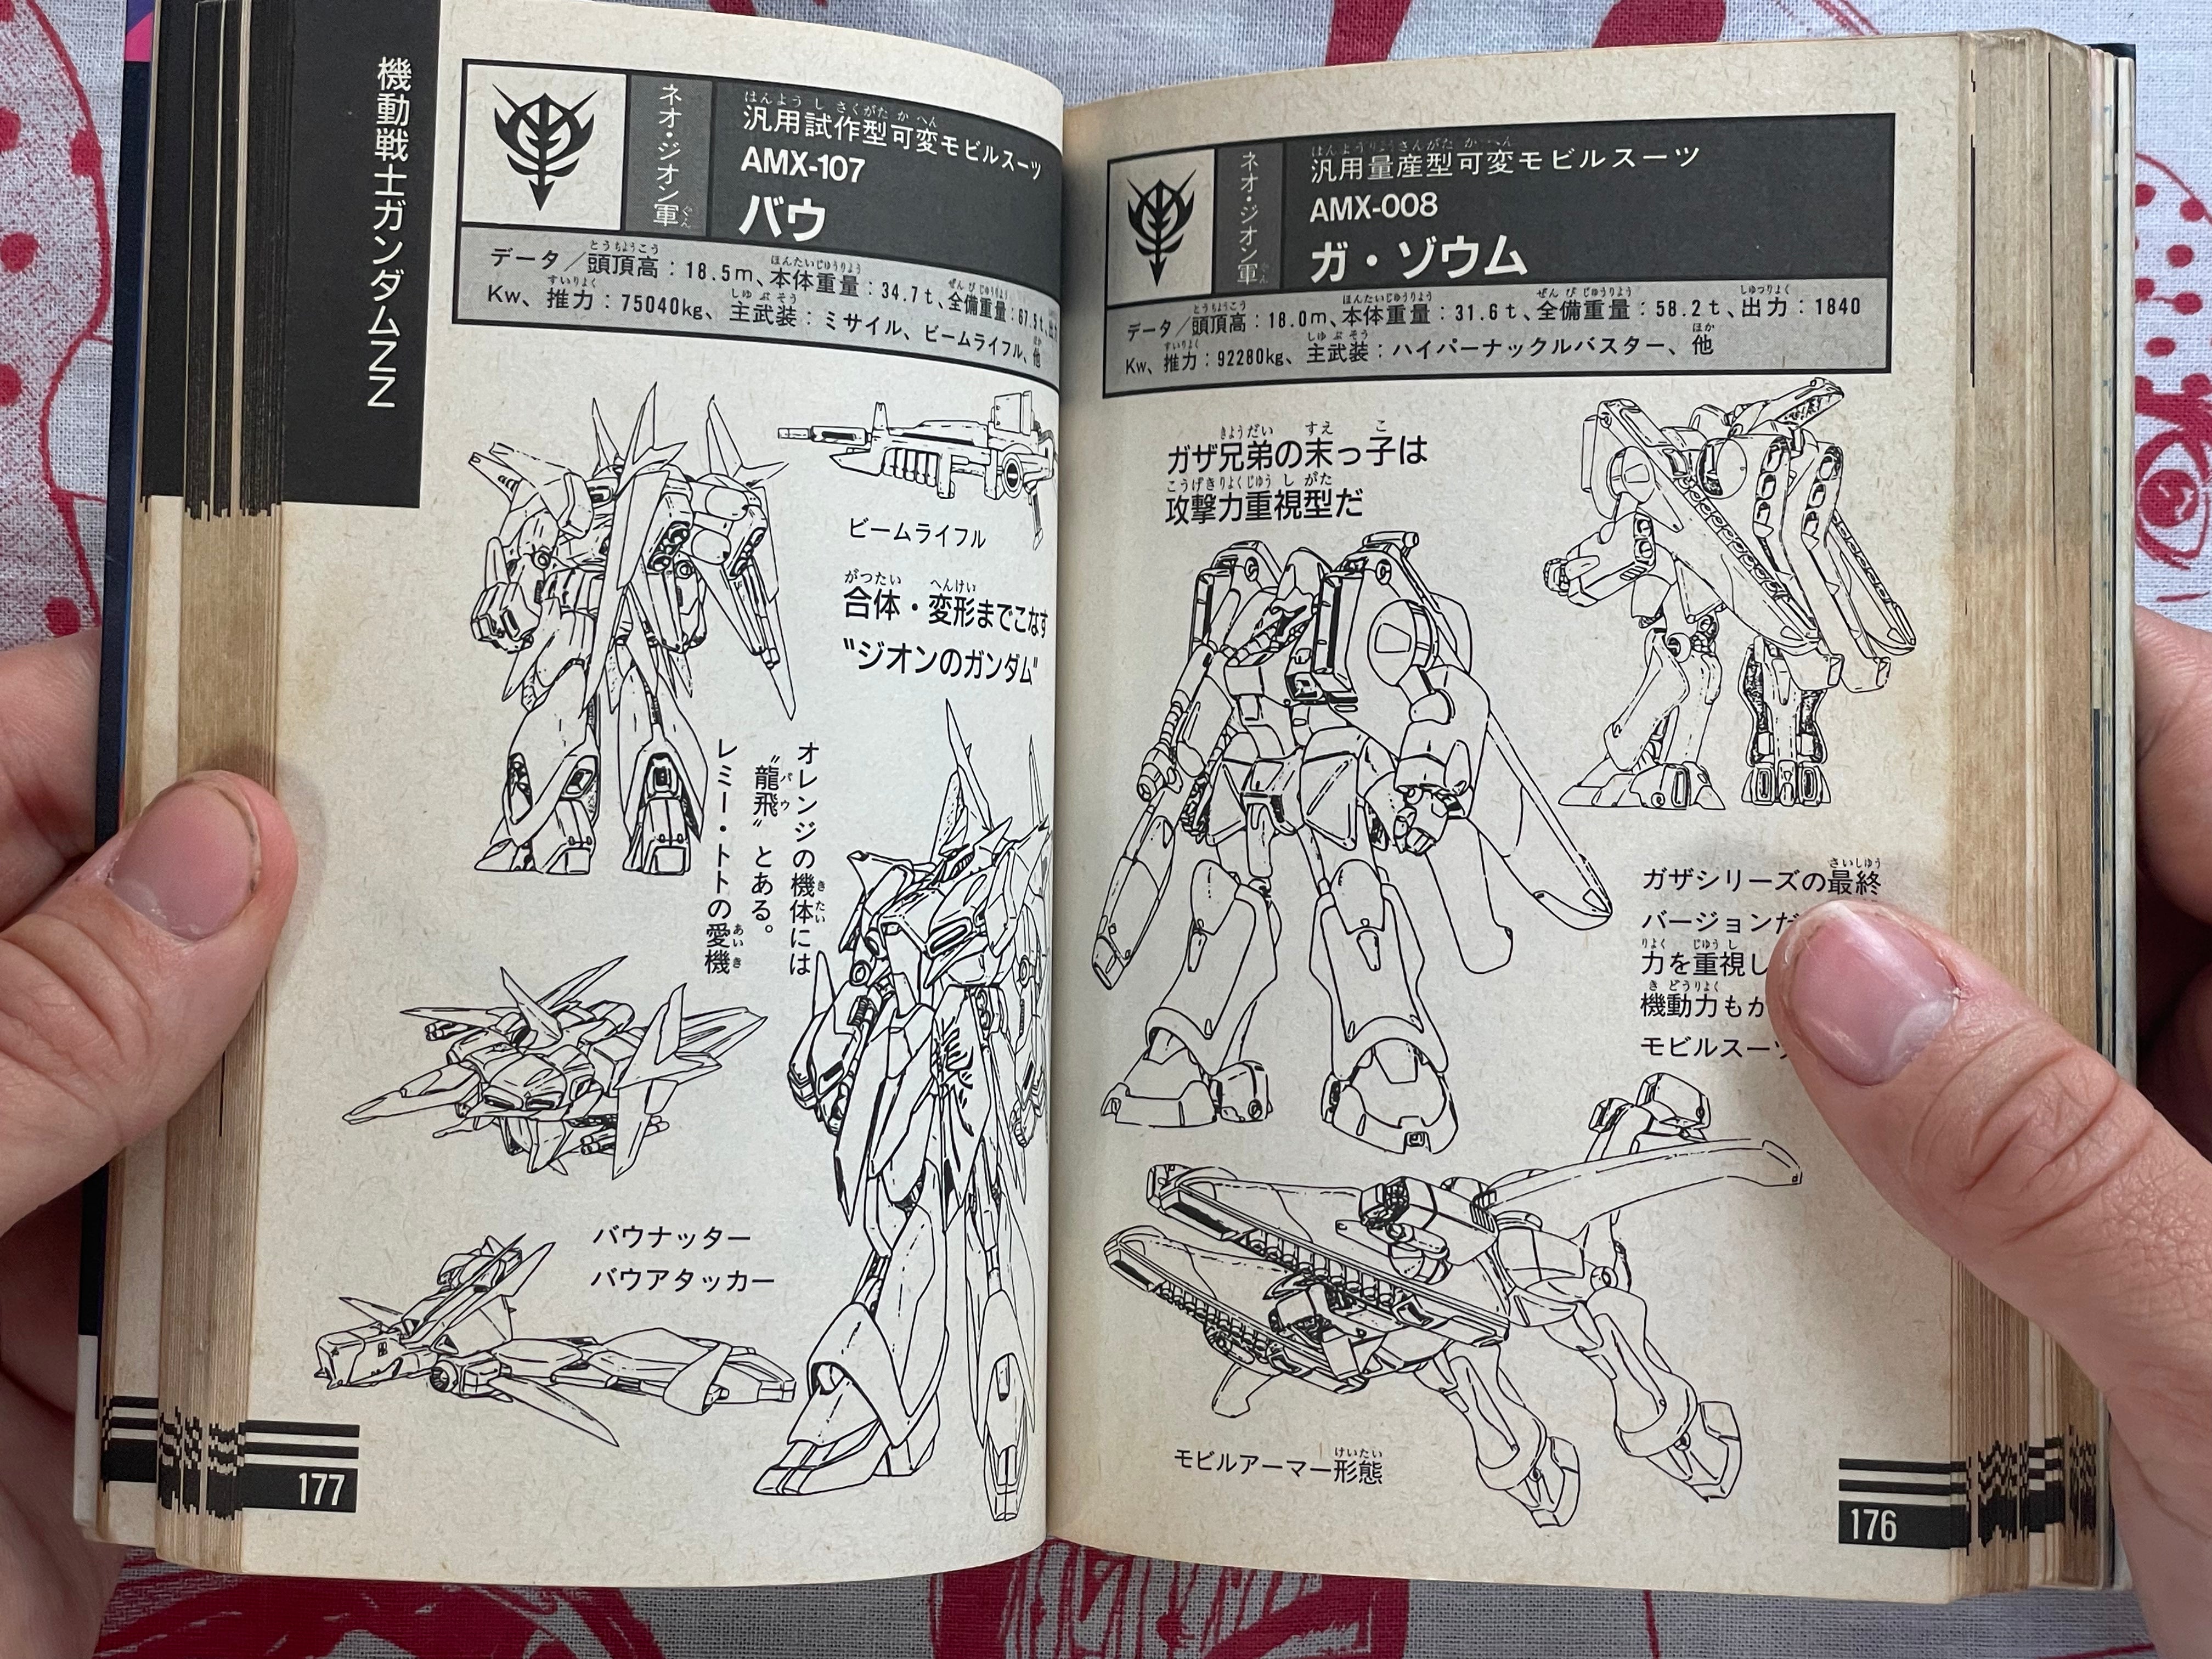 汎用量産型可変モビルスーツ
AMX-008
ガ・ゾウム
ネオ・ジオン軍
データ/頭頂高:18.0m、本体重量:31.6t、全備重量:58.2t、出力:1840
Kw、推力:92280kg、主武装:ハイパーナックルバスター、他
ガザ兄弟の末っ子は
攻撃力重視型だ
ガザシリーズの最終
バージョンだ
力を重視し
機動力もか
モビルスーツ
モビルアーマー形態
176
汎用試作型可変モビルスーツ
AMX-107
バウ
ネオ・ジオン軍
データ/頭頂高:18.5m、本体重量:34.7t、全備重量:67.5t、出
Kw、推力:75040kg、主武装:ミサイル、ビームライフル、他
ビームライフル
合体・変形までこなす
"ジオンのガンダム"
オレンジの機体には
"龍飛"とある。
レミー・トトの愛機
バウナッター
バウアタッカー
機動戦士ガンダムZZ
177